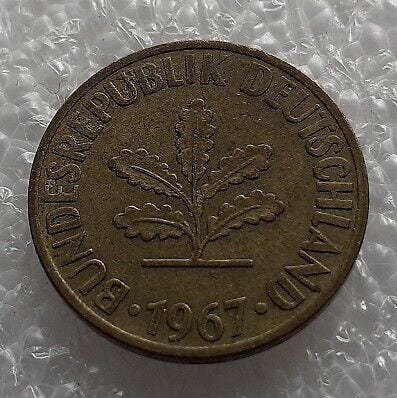 BUNDESREPUBLIK DEUTSCHLAND
· 1967 ·